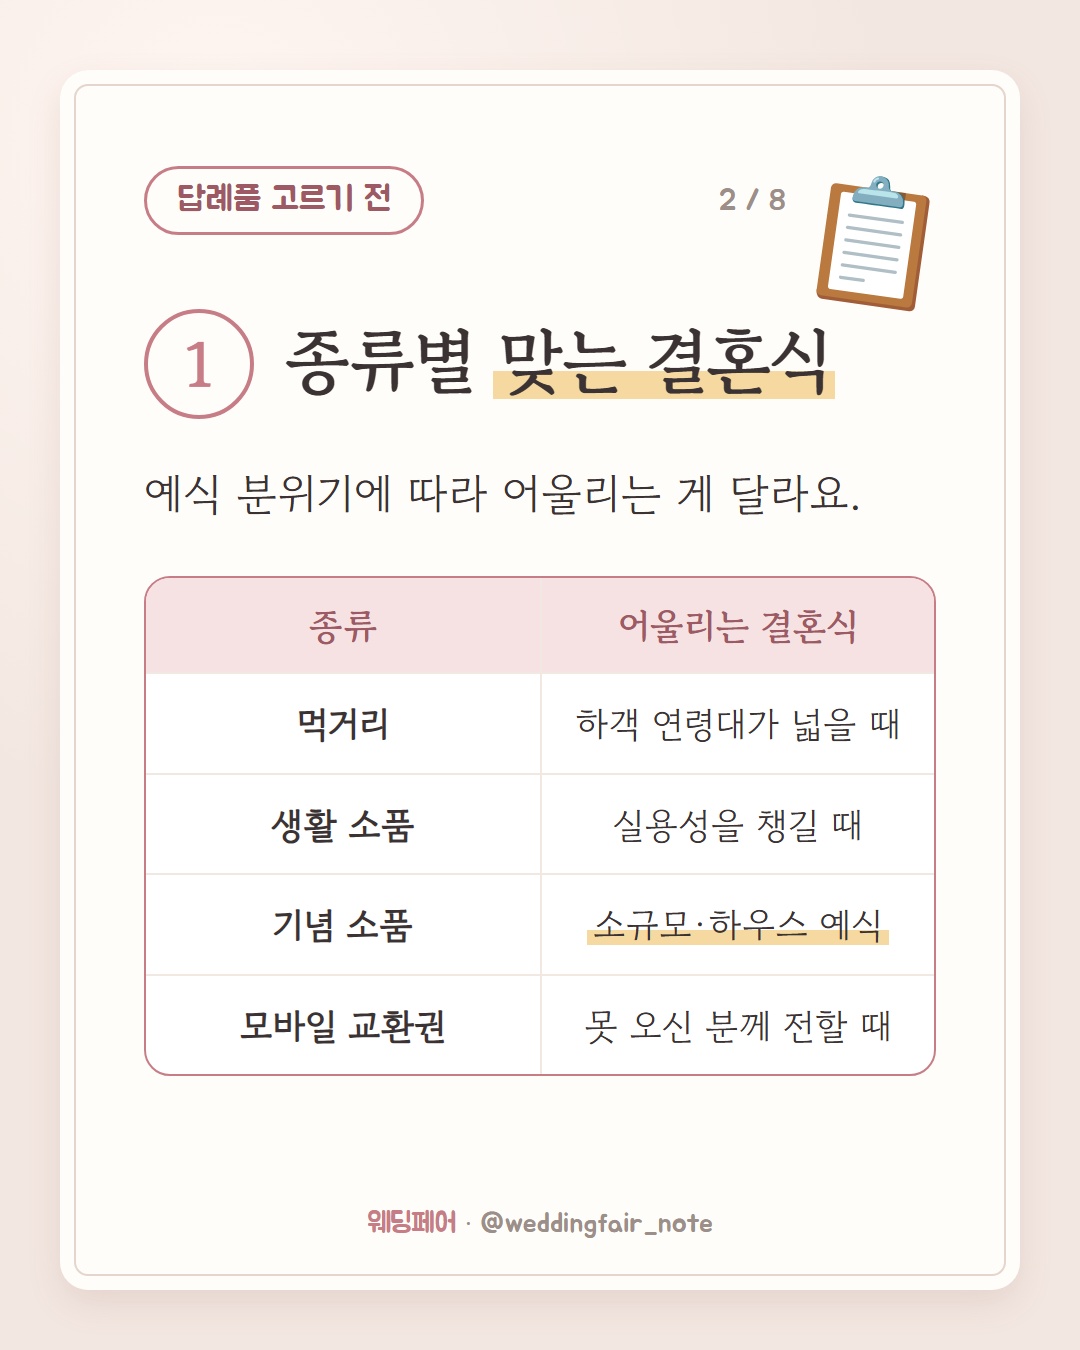 답례품 고르기 전
2 / 8
1 종류별 맞는 결혼식
예식 분위기에 따라 어울리는 게 달라요.
종류 어울리는 결혼식
먹거리 하객 연령대가 넓을 때
생활 소품 실용성을 챙길 때
기념 소품 소규모·하우스 예식
모바일 교환권 못 오신 분께 전할 때
웨딩페어 · @weddingfair_note